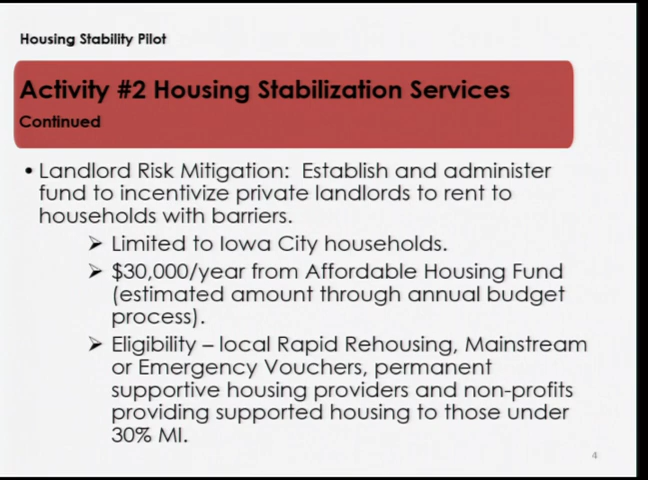 Housing Stability Pilot
Activity #2 Housing Stabilization Services
Continued
• Landlord Risk Mitigation: Establish and administer
fund to incentivize private landlords to rent to
households with barriers.
➢ Limited to Iowa City households.
➢ $30,000/year from Affordable Housing Fund
(estimated amount through annual budget
process).
➢ Eligibility – local Rapid Rehousing, Mainstream
or Emergency Vouchers, permanent
supportive housing providers and non-profits
providing supported housing to those under
30% MI.
4